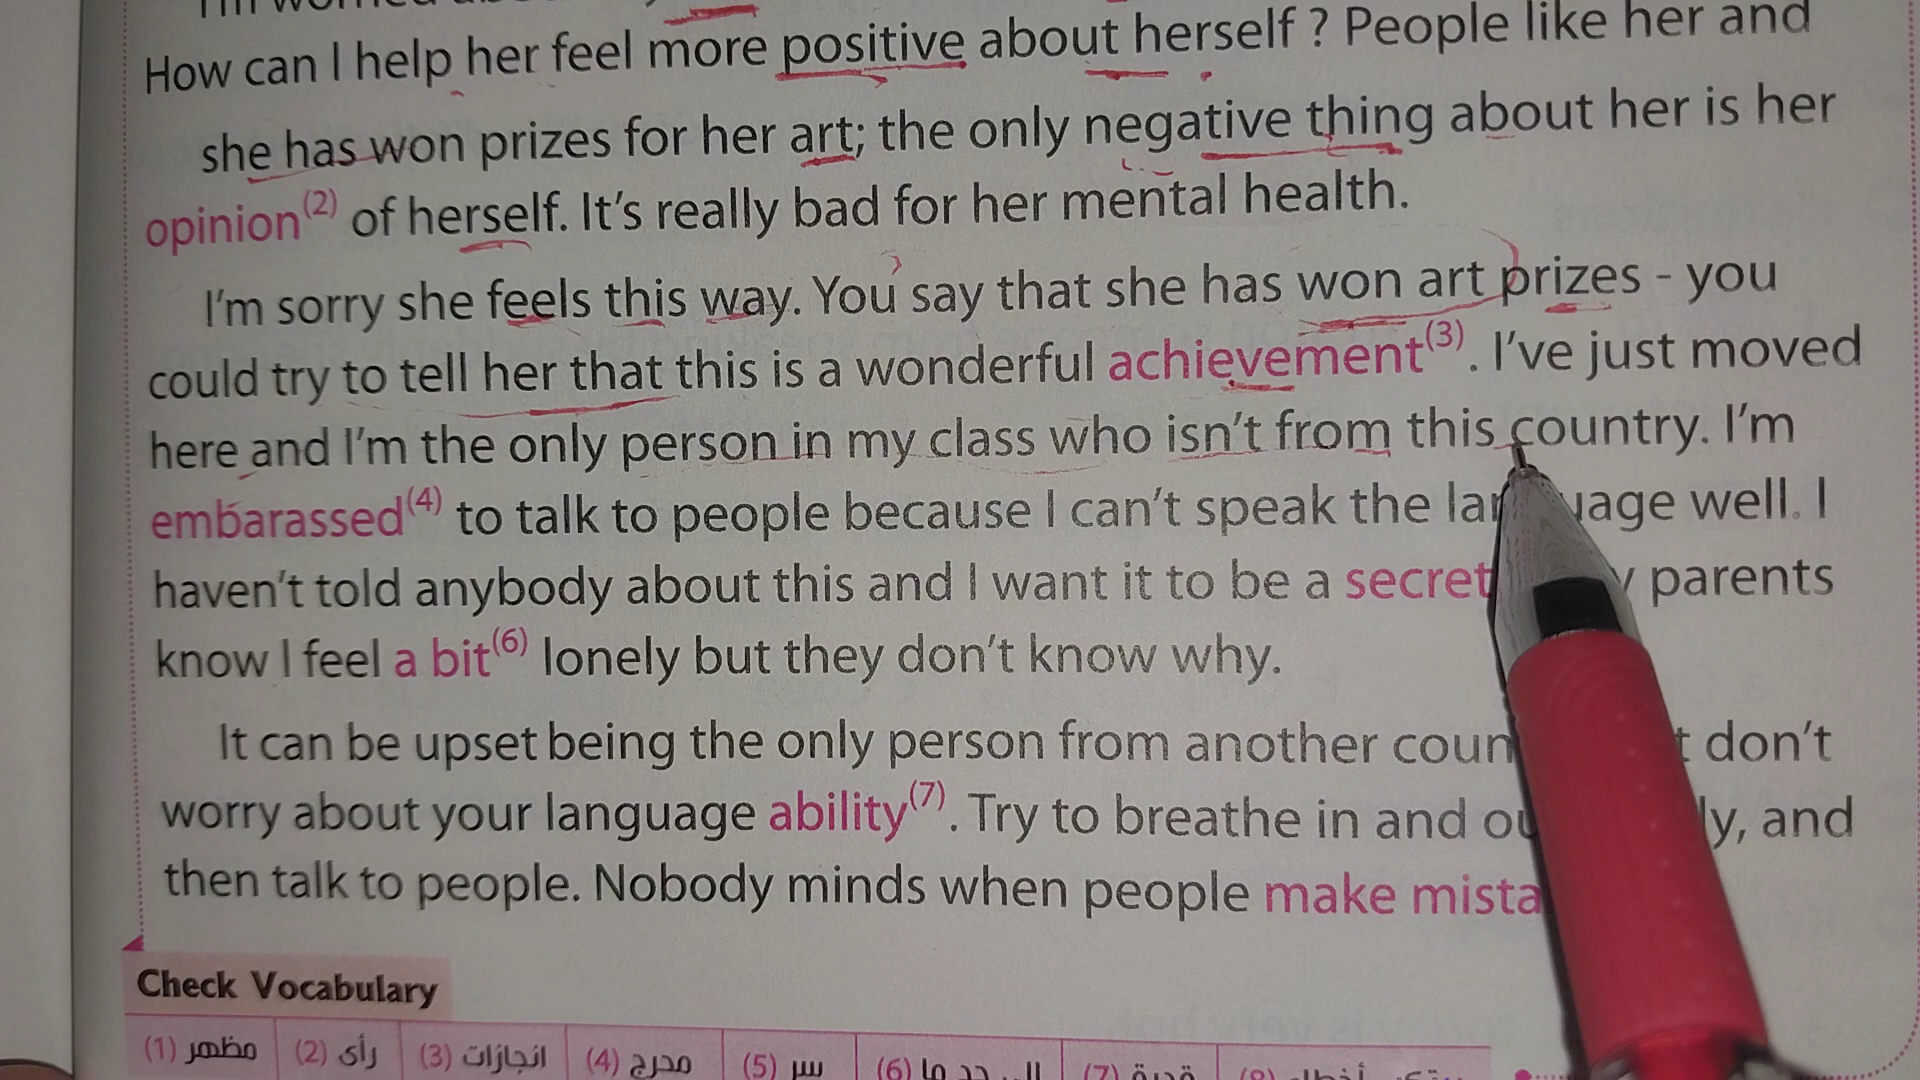 How can I help her feel more positive about herself ? People like her and
she has won prizes for her art; the only negative thing about her is her
opinion(2) of herself. It's really bad for her mental health.
I'm sorry she feels this way. You say that she has won art prizes - you
could try to tell her that this is a wonderful achievement(3). I've just moved
here and I'm the only person in my class who isn't from this country. I'm
embarassed(4) to talk to people because I can't speak the well. I
haven't told anybody about this and I want it to be a secret parents
know I feel a bit(6) lonely but they don't know why.
It can be upset being the only person from another don't
worry about your language ability(7). Try to breathe in and and
then talk to people. Nobody minds when people make
Check Vocabulary
(1) مظهر (2) رأى (3) انجازات (4) محرج (5) سر (6) (7) قدرة (8)